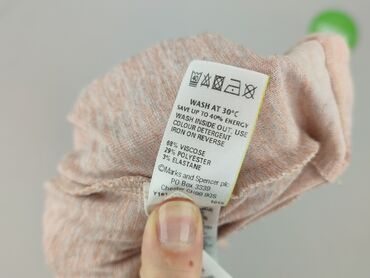 WASH AT 30°C
SAVE UP TO 40% ENERGY
WASH INSIDE OUT. USE
COLOUR DETERGENT
IRON ON REVERSE
68% VISCOSE
29% POLYESTER
3% ELASTANE
©Marks and Spencer plc
PO Box 3339
Chester